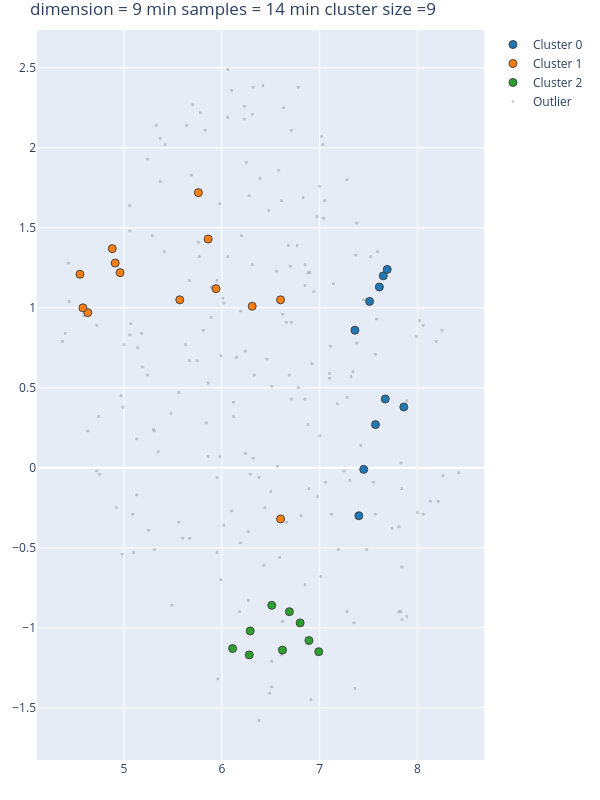 dimension = 9 min samples = 14 min cluster size =9
Cluster 0
Cluster 1
Cluster 2
Outlier
2.5
2
1.5
1
0.5
0
−0.5
−1
−1.5
5 6 7 8